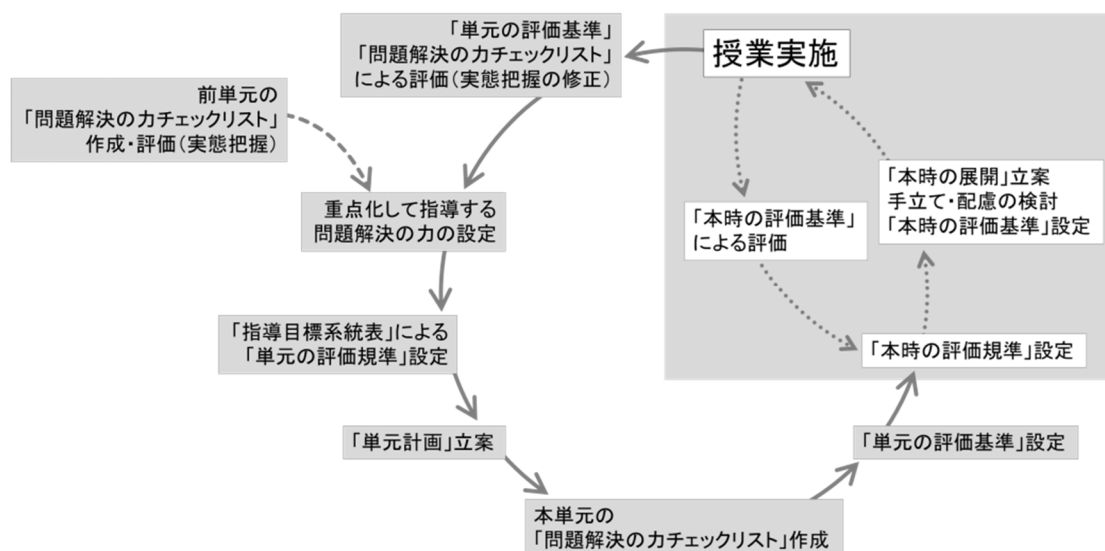 「単元の評価基準」
「問題解決の力チェックリスト」
による評価（実態把握の修正）
授業実施
前単元の
「問題解決の力チェックリスト」
作成・評価（実態把握）
「本時の展開」立案
手立て・配慮の検討
「本時の評価基準」設定
重点化して指導する
問題解決の力の設定
「本時の評価基準」
による評価
「指導目標系統表」による
「単元の評価規準」設定
「本時の評価規準」設定
「単元計画」立案
「単元の評価基準」設定
本単元の
「問題解決の力チェックリスト」作成